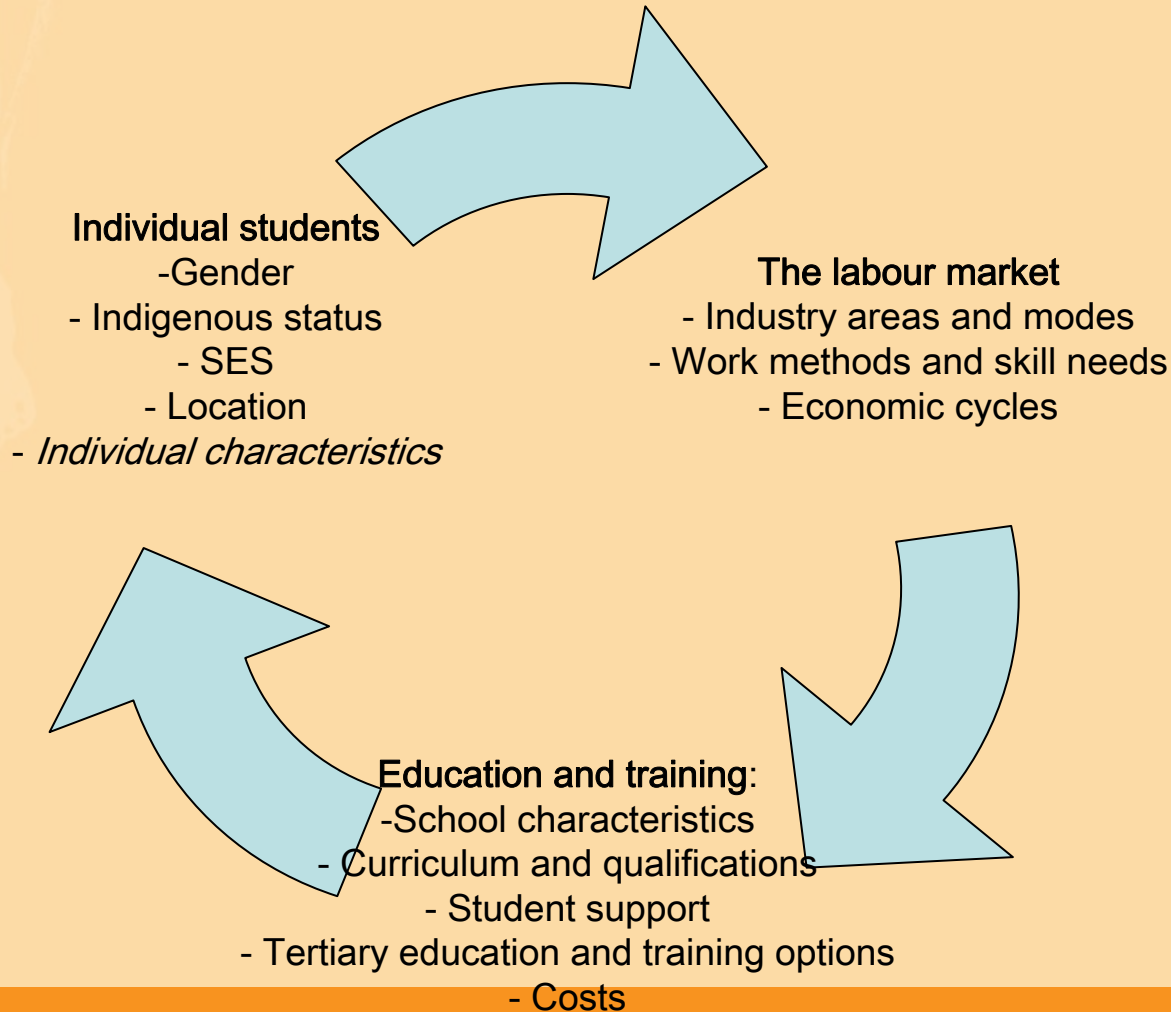 Individual students
-Gender
- Indigenous status
- SES
- Location
- Individual characteristics
The labour market
- Industry areas and modes
- Work methods and skill needs
- Economic cycles
Education and training:
-School characteristics
- Curriculum and qualifications
- Student support
- Tertiary education and training options
- Costs